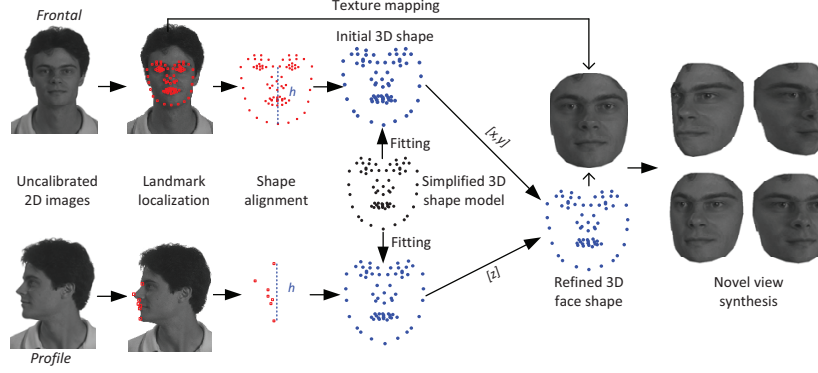 Texture mapping
Frontal
Initial 3D shape
h
[x,y]
Fitting
Uncalibrated
2D images
Landmark
localization
Shape
alignment
Simplified 3D
shape model
Fitting
h
[z]
Refined 3D
face shape
Novel view
synthesis
Profile